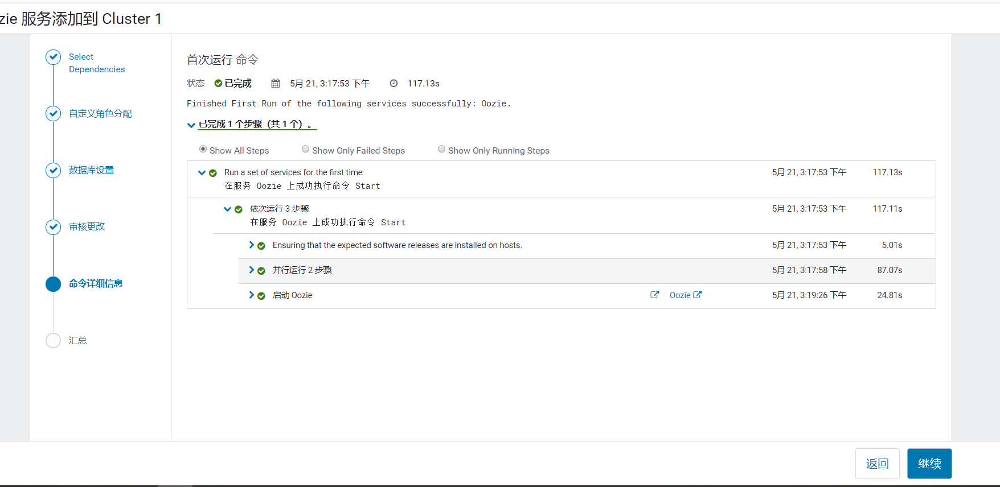 zie 服务添加到 Cluster 1
Select
Dependencies
自定义角色分配
数据库设置
审核更改
命令详细信息
汇总
首次运行 命令
状态 已完成 5月 21, 3:17:53 下午 117.13s
Finished First Run of the following services successfully: Oozie.
已完成 1 个步骤（共 1 个）。
Show All Steps Show Only Failed Steps Show Only Running Steps
Run a set of services for the first time 5月 21, 3:17:53 下午 117.13s
在服务 Oozie 上成功执行命令 Start
依次运行 3 步骤 5月 21, 3:17:53 下午 117.11s
在服务 Oozie 上成功执行命令 Start
Ensuring that the expected software releases are installed on hosts. 5月 21, 3:17:53 下午 5.01s
并行运行 2 步骤 5月 21, 3:17:58 下午 87.07s
启动 Oozie Oozie 5月 21, 3:19:26 下午 24.81s
返回 继续